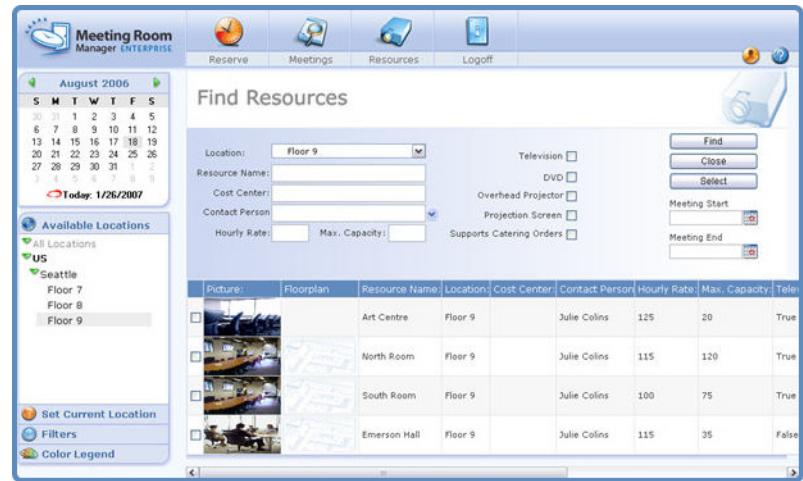 Meeting Room
Manager ENTERPRISE
Reserve
Meetings
Resources
Logoff
August 2006
S M T W T F S
30 31 1 2 3 4 5
6 7 8 9 10 11 12
13 14 15 16 17 18 19
20 21 22 23 24 25 26
27 28 29 30 31 1 2
3 4 5 6 7 8 9
Today: 1/26/2007
Available Locations
All Locations
US
Seattle
Floor 7
Floor 8
Floor 9
Set Current Location
Filters
Color Legend
Find Resources
Location: Floor 9
Resource Name:
Cost Center:
Contact Person
Hourly Rate: Max. Capacity:
Television
DVD
Overhead Projector
Projection Screen
Supports Catering Orders
Find
Close
Select
Meeting Start
Meeting End
Picture: Floorplan Resource Name: Location: Cost Center: Contact Person Hourly Rate: Max. Capacity: Tele
Art Centre Floor 9 Julie Colins 125 20 True
North Room Floor 9 Julie Colins 115 120 True
South Room Floor 9 Julie Colins 100 75 True
Emerson Hall Floor 9 Julie Colins 115 35 False